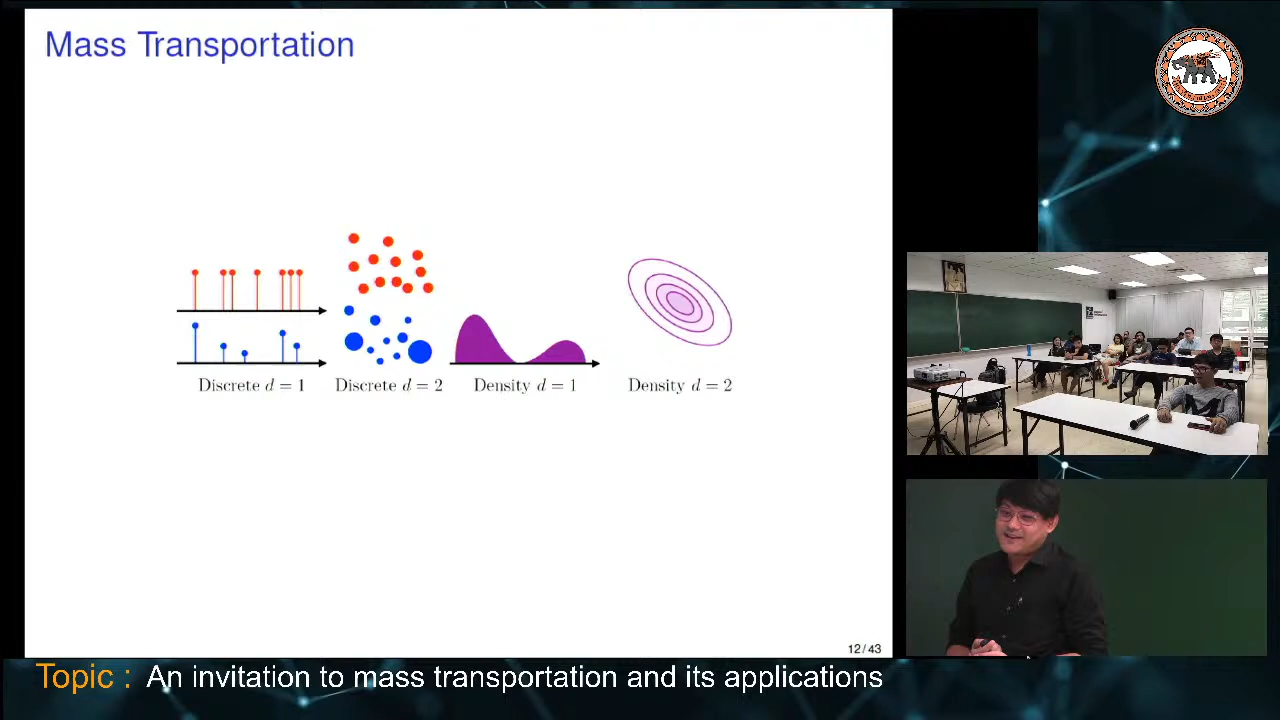 Mass Transportation
Discrete d = 1
Discrete d = 2
Density d = 1
Density d = 2
12/43
Topic : An invitation to mass transportation and its applications